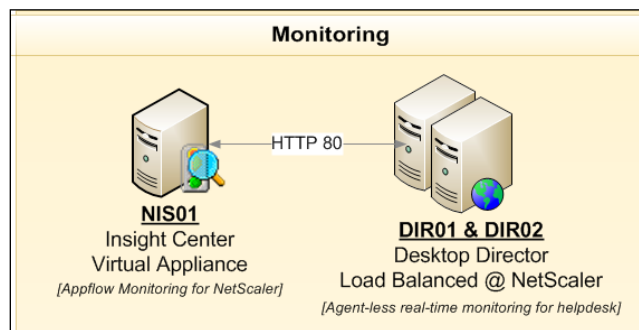 Monitoring
HTTP 80
NIS01
Insight Center
Virtual Appliance
[Appflow Monitoring for NetScaler]
DIR01 & DIR02
Desktop Director
Load Balanced @ NetScaler
[Agent-less real-time monitoring for helpdesk]